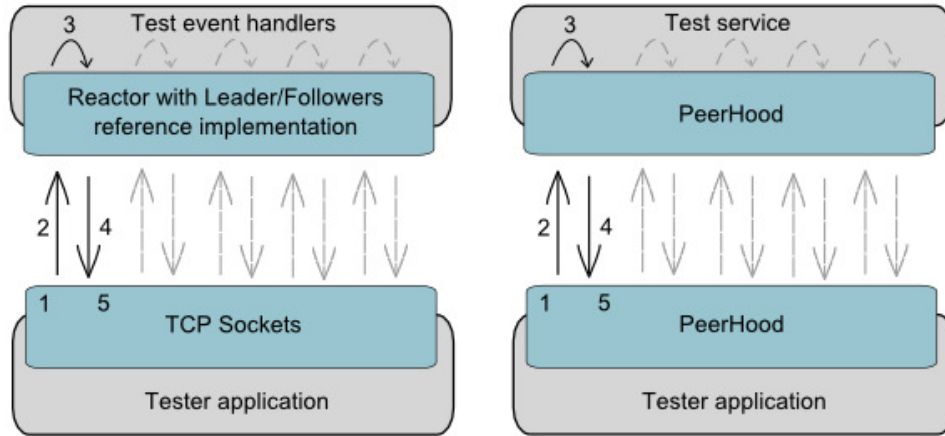 Test event handlers
3
Reactor with Leader/Followers
reference implementation
2
4
1
5
TCP Sockets
Tester application
Test service
3
PeerHood
2
4
1
5
PeerHood
Tester application